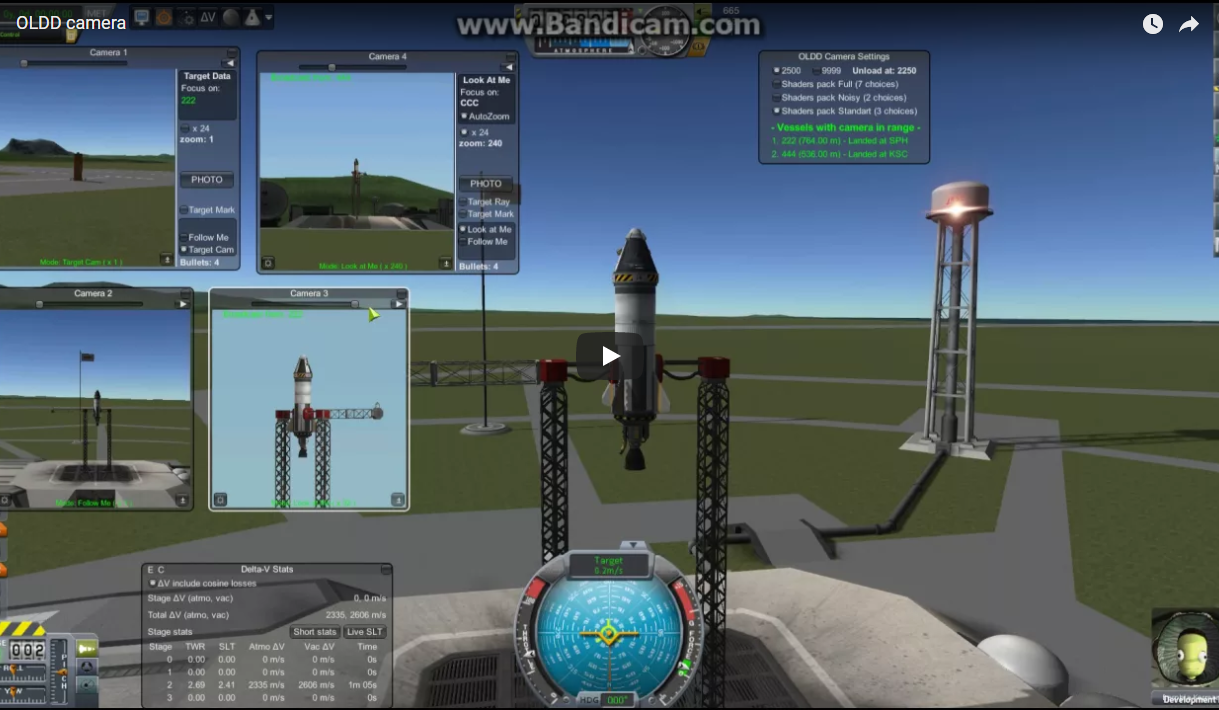 OLDD camera
www.Bandicam.com
MET
ΔV
665
ATMOSPHERE
Camera 1
Target Data
Focus on:
222
x 24
zoom: 1
PHOTO
Target Mark
Follow Me
Target Cam
Bullets: 4
Mode: Target Cam ( x 1 )
Camera 4
Look At Me
Focus on:
CCC
AutoZoom
x 24
zoom: 240
PHOTO
Target Ray
Target Mark
Look at Me
Follow Me
Bullets: 4
Mode: Look at Me ( x 240 )
OLDD Camera Settings
2500 9999 Unload at: 2250
Shaders pack Full (7 choices)
Shaders pack Noisy (2 choices)
Shaders pack Standart (3 choices)
- Vessels with camera in range -
1. 222 (764.00 m) - Landed at SPH
2. 444 (536.00 m) - Landed at KSC
Camera 2
Mode: Follow Me
Camera 3
E C Delta-V Stats
ΔV include cosine losses
Stage ΔV (atmo, vac) 0, 0 m/s
Total ΔV (atmo, vac) 2335, 2606 m/s
Stage stats Short stats Live SLT
Stage TWR SLT Atmo ΔV Vac ΔV Time
0 0.00 0.00 0 m/s 0 m/s 0s
1 0.00 0.00 0 m/s 0 m/s 0s
2 2.69 2.41 2335 m/s 2606 m/s 1m 05s
3 0.00 0.00 0 m/s 0 m/s 0s
Target
0.2m/s
HDG 000°
002
ROLL
YAW
PITCH
Development